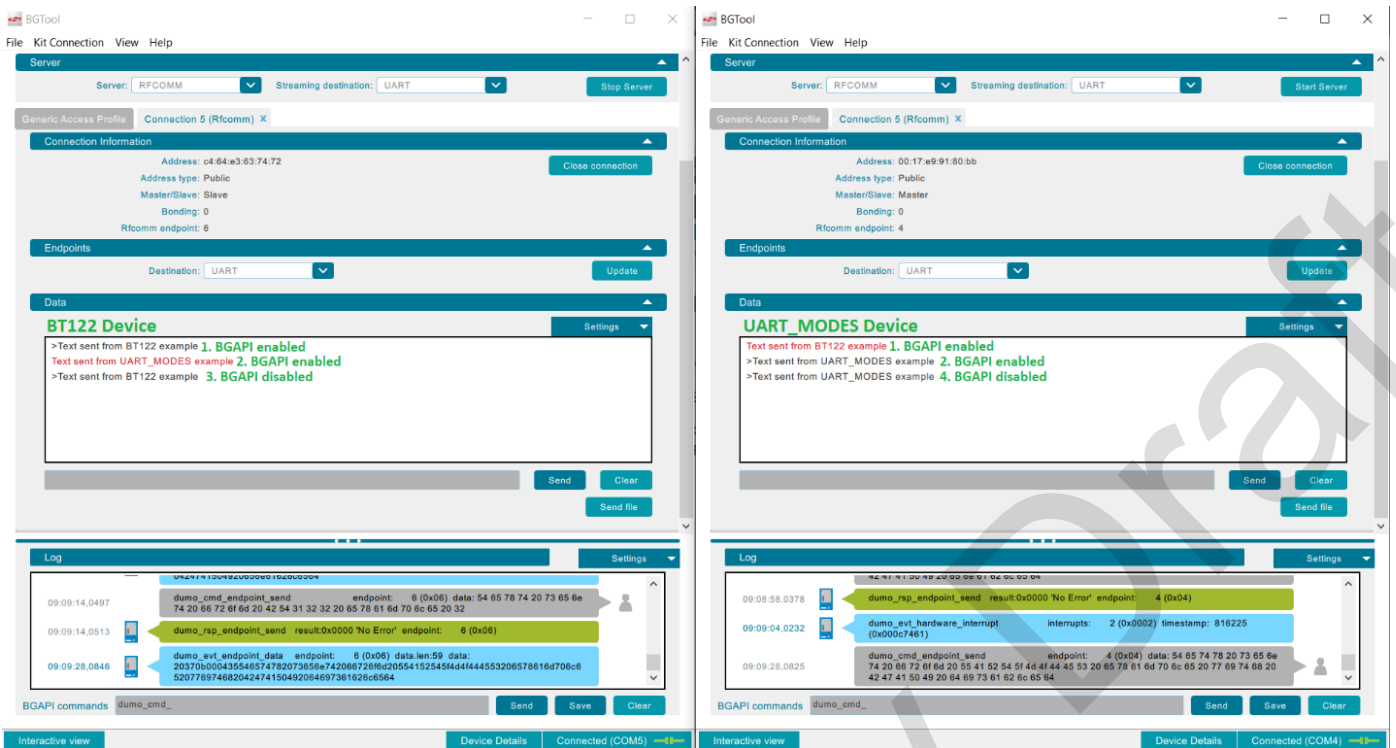 BGTool
File Kit Connection View Help
Server
Server: RFCOMM Streaming destination: UART Stop Server
Generic Access Profile Connection 5 (Rfcomm) X
Connection Information
Address: c4:64:e3:63:74:72 Close connection
Address type: Public
Master/Slave: Slave
Bonding: 0
Rfcomm endpoint: 6
Endpoints
Destination: UART Update
Data
BT122 Device Settings
>Text sent from BT122 example 1. BGAPI enabled
Text sent from UART_MODES example 2. BGAPI enabled
>Text sent from BT122 example 3. BGAPI disabled
Send Clear
Send file
Log Settings
09:09:14,0497 dumo_cmd_endpoint_send endpoint: 6 (0x06) data: 54 65 78 74 20 73 65 6e
74 20 66 72 6f 6d 20 42 54 31 32 32 20 65 78 61 6d 70 6c 65 20 32
09:09:14,0513 dumo_rsp_endpoint_send result:0x0000 'No Error' endpoint: 6 (0x06)
09:09:28,0846 dumo_evt_endpoint_data endpoint: 6 (0x06) data.len:59 data:
BGAPI commands dumo_cmd_ Send Save Clear
Interactive view Device Details Connected (COM5)
BGTool
File Kit Connection View Help
Server
Server: RFCOMM Streaming destination: UART Start Server
Generic Access Profile Connection 5 (Rfcomm) X
Connection Information
Address: 00:17:e9:91:80:bb Close connection
Address type: Public
Master/Slave: Master
Bonding: 0
Rfcomm endpoint: 4
Endpoints
Destination: UART Update
Data
UART_MODES Device Settings
Text sent from BT122 example 1. BGAPI enabled
>Text sent from UART_MODES example 2. BGAPI enabled
>Text sent from UART_MODES example 4. BGAPI disabled
Send Clear
Send file
Log Settings
09:08:58,0378 dumo_rsp_endpoint_send result:0x0000 'No Error' endpoint: 4 (0x04)
09:09:04,0232 dumo_evt_hardware_interrupt interrupts: 2 (0x0002) timestamp: 816225
(0x000c7461)
09:09:28,0825 dumo_cmd_endpoint_send endpoint: 4 (0x04) data: 54 65 78 74 20 73 65 6e
74 20 66 72 6f 6d 20 55 41 52 54 5f 4d 4f 44 45 53 20 65 78 61 6d 70 6c 65 20 77 69 74 68 20
42 47 41 50 49 20 64 69 73 61 62 6c 65 64
BGAPI commands dumo_cmd_ Send Save Clear
Interactive view Device Details Connected (COM4)
Draft